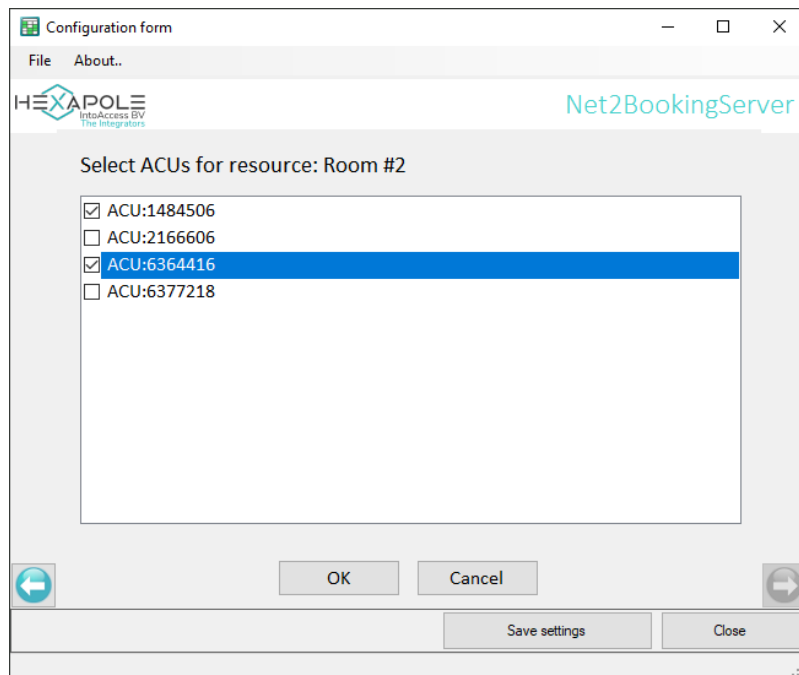 Configuration form
File About..
HEXAPOLE
IntoAccess BV
The Integrators
Net2BookingServer
Select ACUs for resource: Room #2
ACU:1484506
ACU:2166606
ACU:6364416
ACU:6377218
OK Cancel
Save settings Close